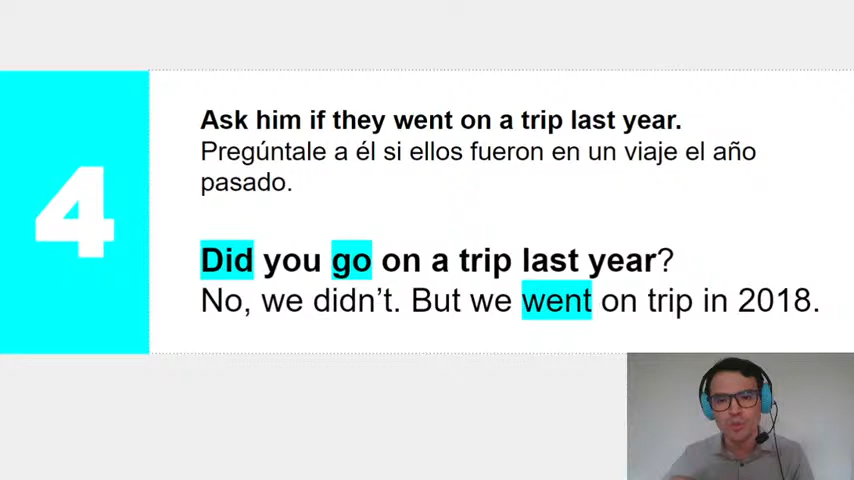 4
Ask him if they went on a trip last year.
Pregúntale a él si ellos fueron en un viaje el año
pasado.
Did you go on a trip last year?
No, we didn’t. But we went on trip in 2018.